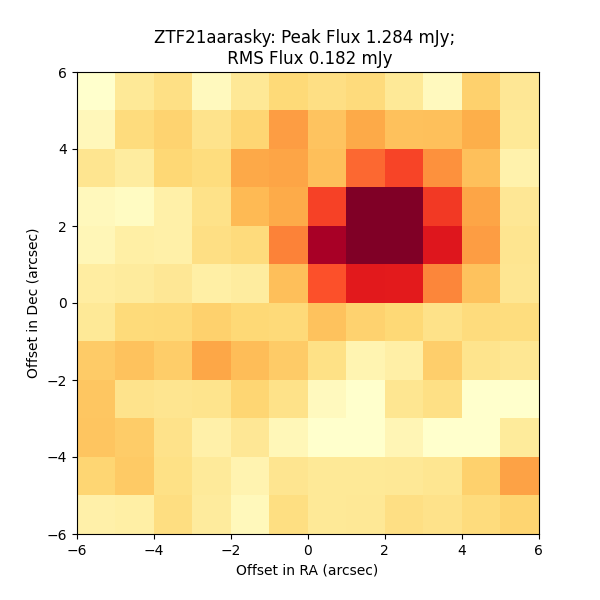 ZTF21aarasky: Peak Flux 1.284 mJy;
RMS Flux 0.182 mJy
6
4
2
0
−2
−4
−6
Offset in Dec (arcsec)
−6 −4 −2 0 2 4 6
Offset in RA (arcsec)